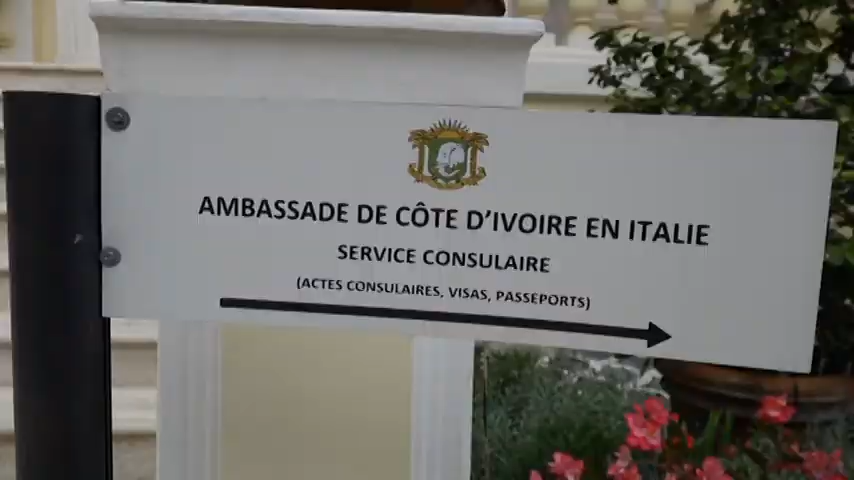 AMBASSADE DE CÔTE D'IVOIRE EN ITALIE
SERVICE CONSULAIRE
(ACTES CONSULAIRES, VISAS, PASSEPORTS)